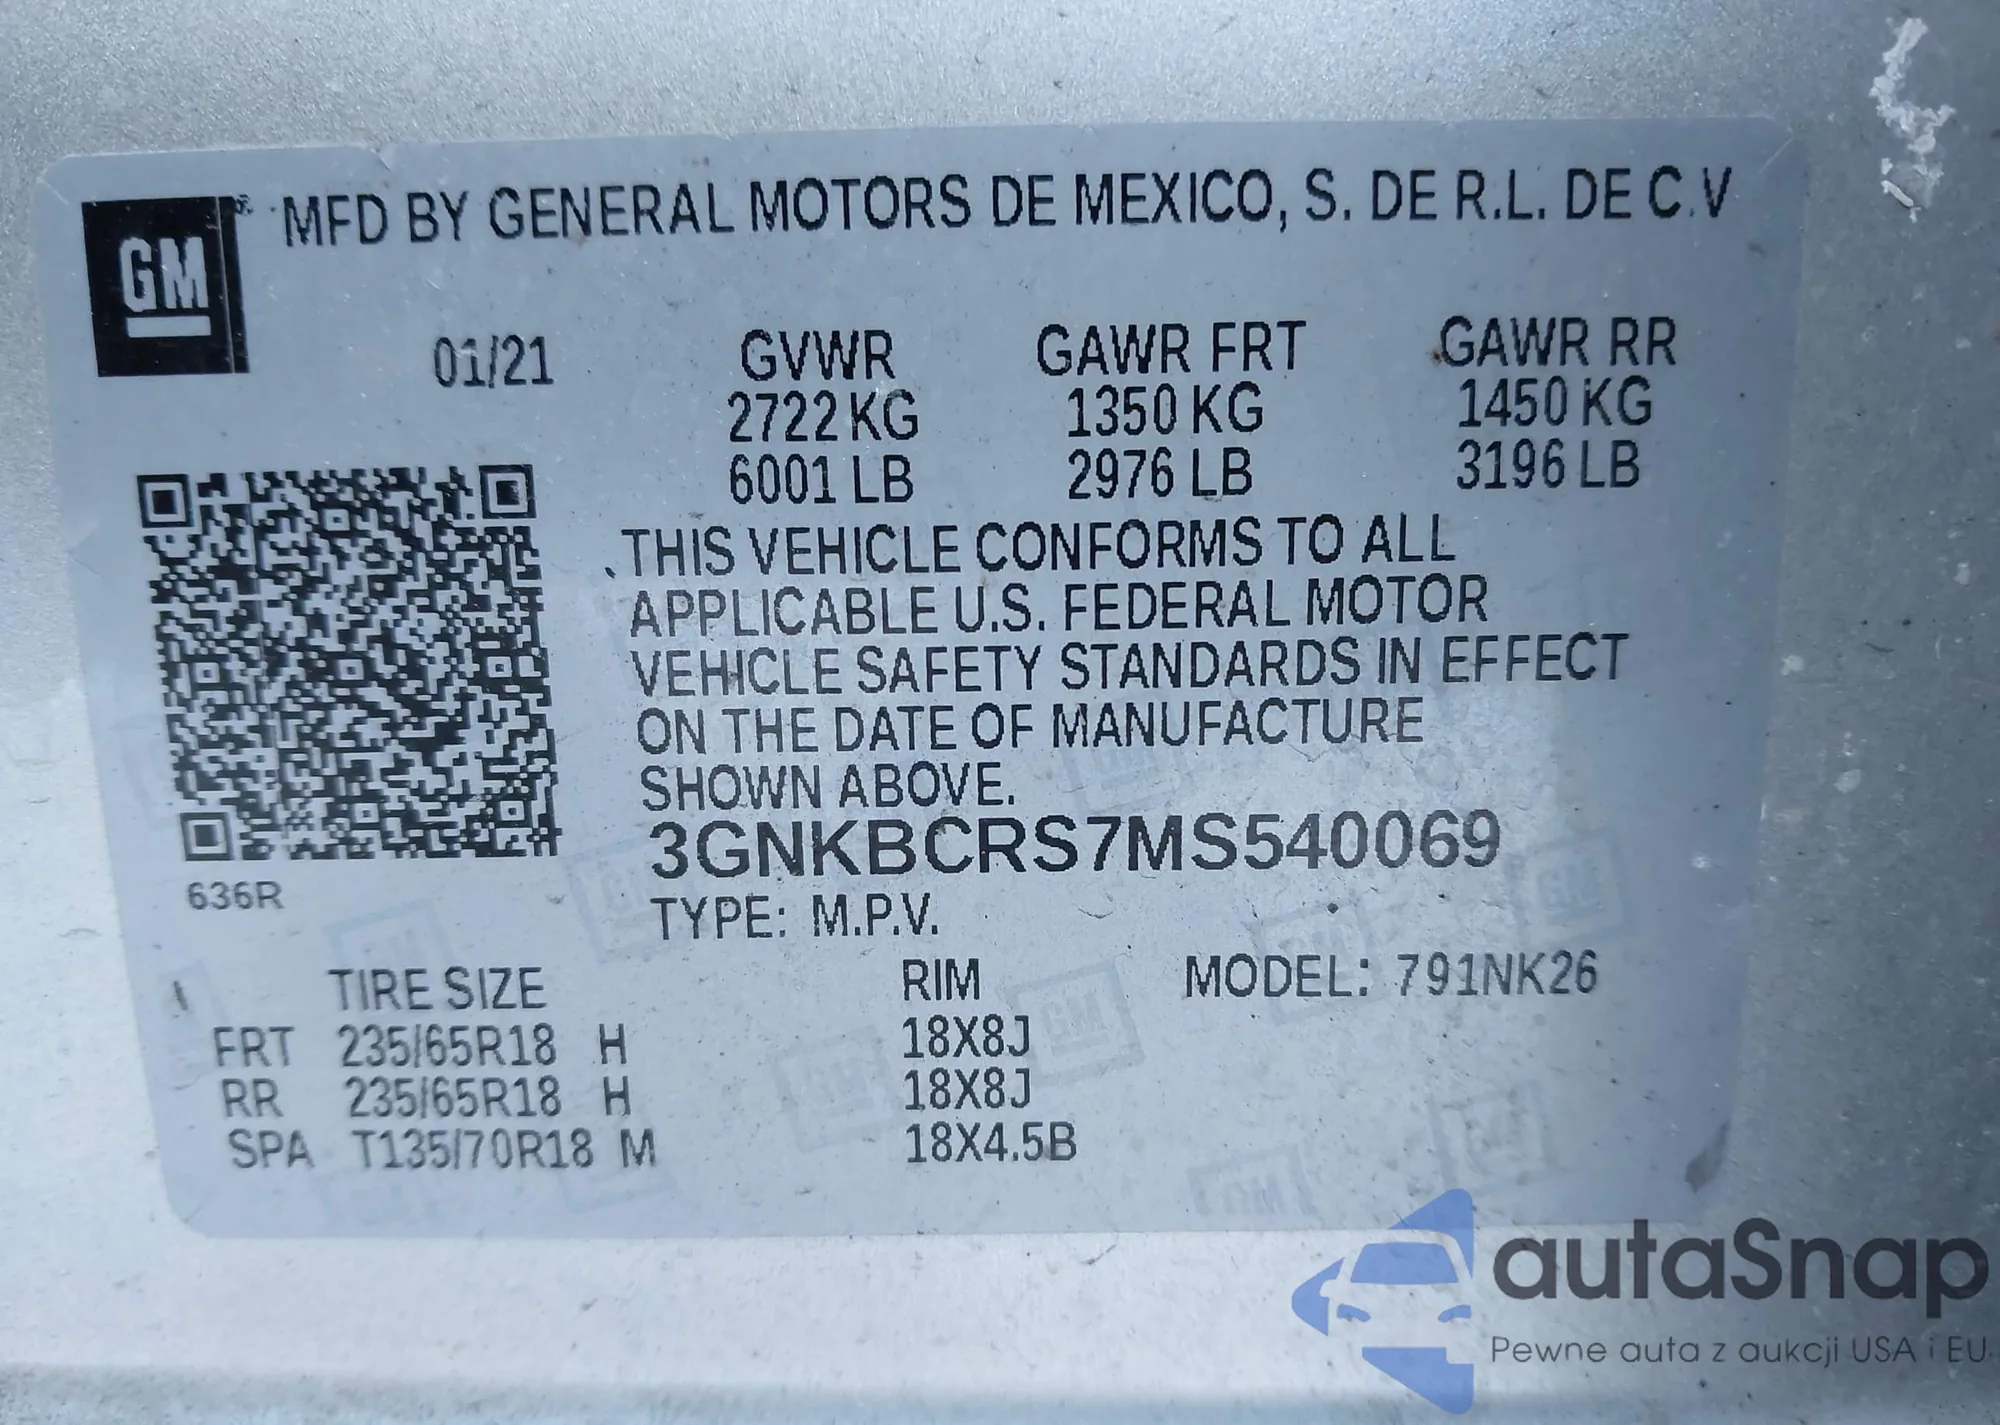 GM
MFD BY GENERAL MOTORS DE MEXICO, S. DE R.L. DE C.V
01/21
GVWR GAWR FRT GAWR RR
2722 KG 1350 KG 1450 KG
6001 LB 2976 LB 3196 LB
THIS VEHICLE CONFORMS TO ALL
APPLICABLE U.S. FEDERAL MOTOR
VEHICLE SAFETY STANDARDS IN EFFECT
ON THE DATE OF MANUFACTURE
SHOWN ABOVE.
3GNKBCRS7MS540069
636R
TYPE: M.P.V.
TIRE SIZE RIM MODEL: 791NK26
FRT 235/65R18 H 18X8J
RR 235/65R18 H 18X8J
SPA T135/70R18 M 18X4.5B
autaSnap
Pewne auta z aukcji USA i EU